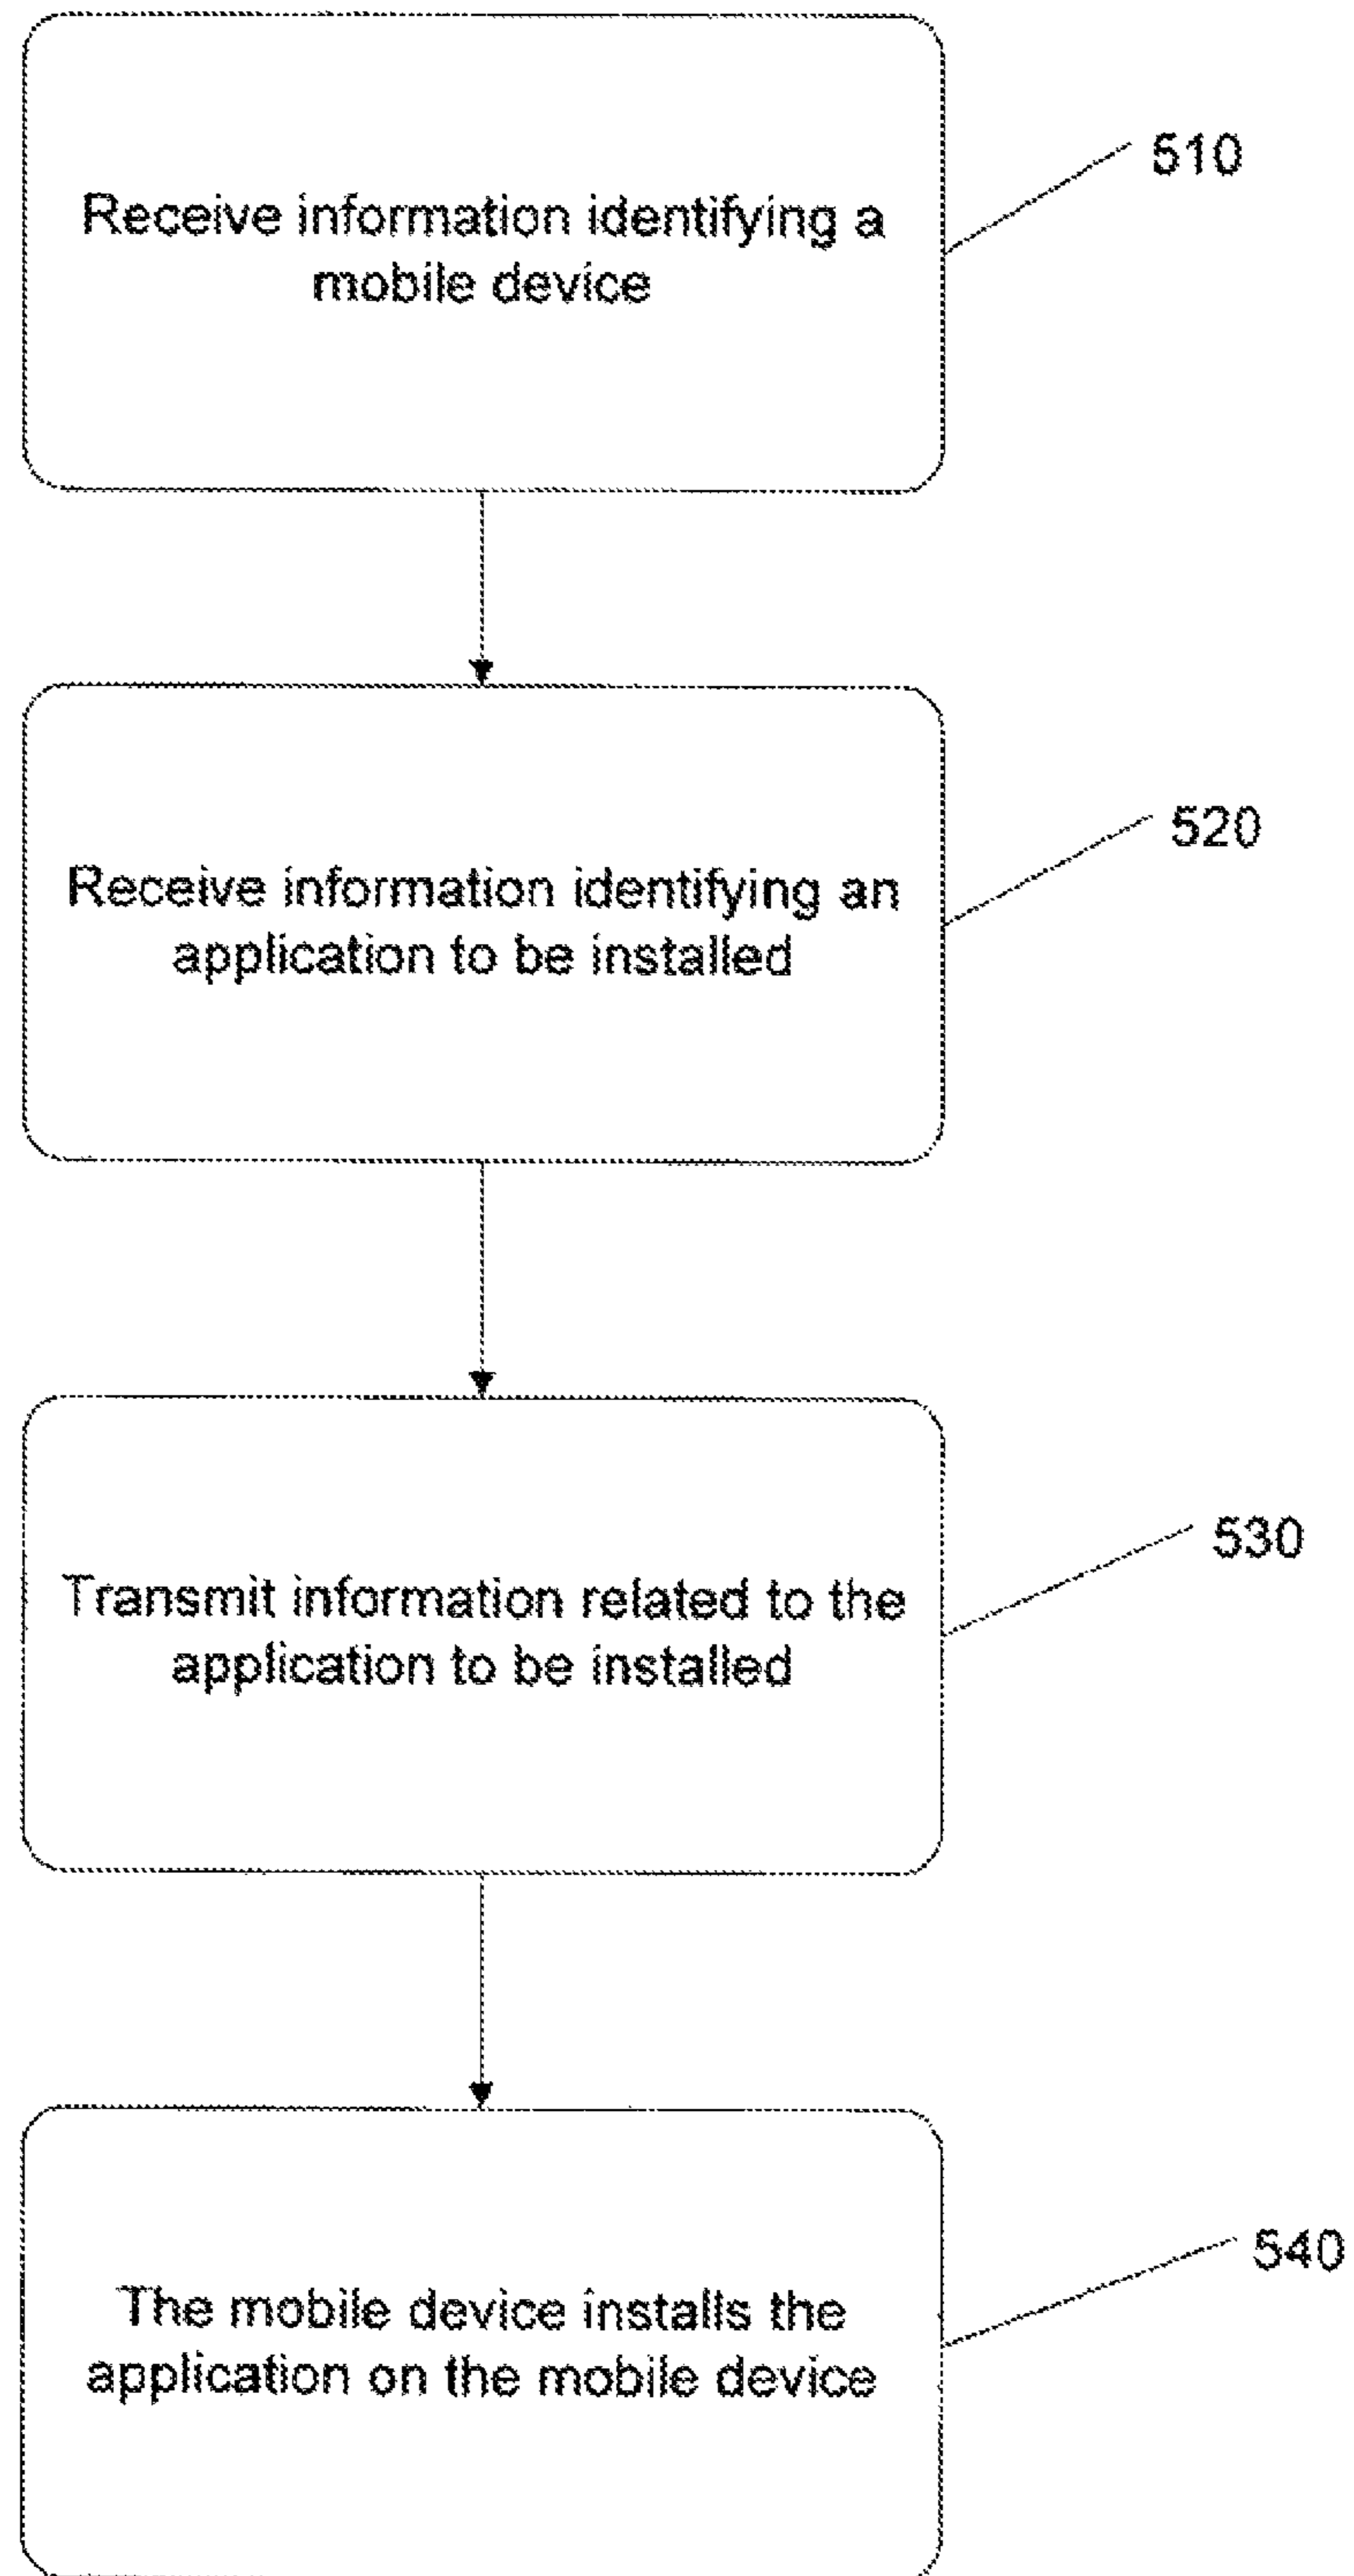 Receive information identifying a
mobile device
510
Receive information identifying an
application to be installed
520
Transmit information related to the
application to be installed
530
The mobile device installs the
application on the mobile device
540